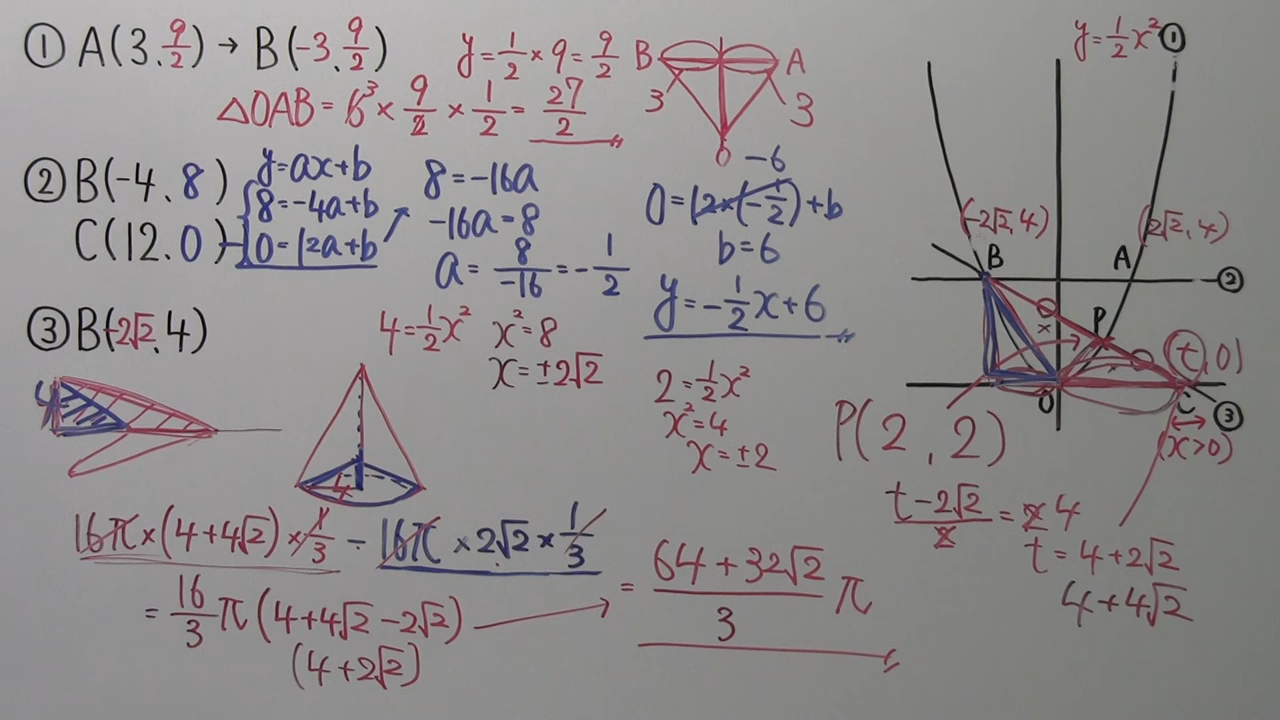 ① A(3, 9/2) → B(-3, 9/2)
y=1/2×9=9/2
△OAB=6 3×9/2×1/2=27/2
B A
3 3
O
② B(-4, 8)
C(12, 0)
y=ax+b
8=-4a+b
0=12a+b
8=-16a
-16a=8
a=8/-16=-1/2
-6
0=12×(-1/2)+b
b=6
y=-1/2x+6
③ B(-2√2, 4)
4=1/2x²
x²=8
x=±2√2
2=1/2x²
x²=4
x=±2
4
4
16π×(4+4√2)×1/3 - 16π×2√2×1/3
=16/3π(4+4√2-2√2)
(4+2√2)
=64+32√2/3 π
y=1/2x² ①
(-2√2, 4) (2√2, 4)
B A ②
x P (t, 0)
O C ③
P(2, 2) (x>0)
t-2√2/2=2 4
t=4+2√2
4+4√2